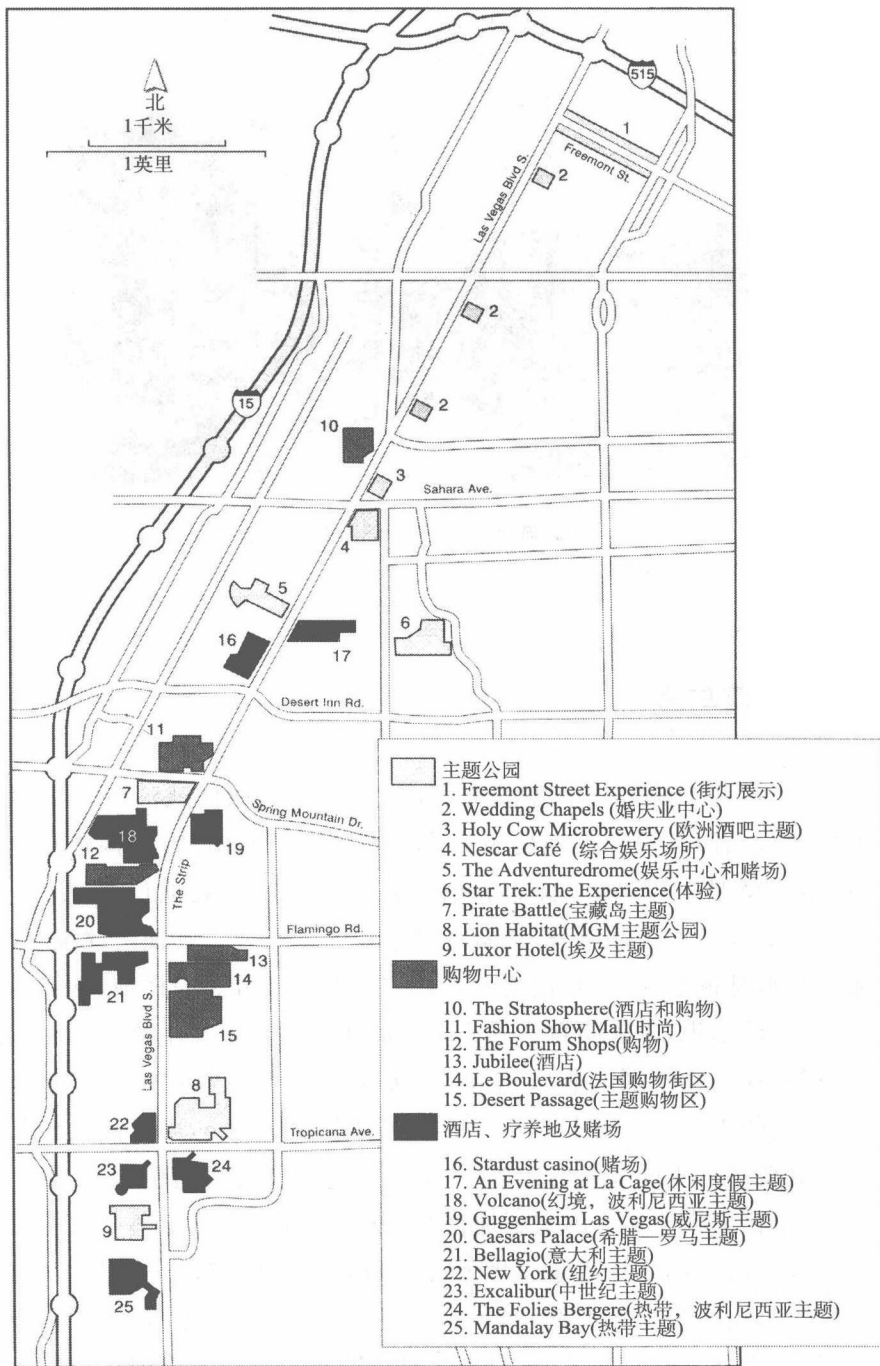 北
1千米
1英里
515
1
Freemont St.
2
Las Vegas Blvd S.
2
2
15
10
3
Sahara Ave.
4
5
6
16
17
Desert Inn Rd.
11
7
Spring Mountain Dr.
18
12
19
The Strip
20
Flamingo Rd.
13
14
21
15
Las Vegas Blvd S.
8
22
Tropicana Ave.
23
24
9
25
主题公园
1. Freemont Street Experience (街灯展示)
2. Wedding Chapels (婚庆业中心)
3. Holy Cow Microbrewery (欧洲酒吧主题)
4. Nescar Café (综合娱乐场所)
5. The Adventuredrome(娱乐中心和赌场)
6. Star Trek:The Experience(体验)
7. Pirate Battle(宝藏岛主题)
8. Lion Habitat(MGM主题公园)
9. Luxor Hotel(埃及主题)
购物中心
10. The Stratosphere(酒店和购物)
11. Fashion Show Mall(时尚)
12. The Forum Shops(购物)
13. Jubilee(酒店)
14. Le Boulevard(法国购物街区)
15. Desert Passage(主题购物区)
酒店、疗养地及赌场
16. Stardust casino(赌场)
17. An Evening at La Cage(休闲度假主题)
18. Volcano(幻境，波利尼西亚主题)
19. Guggenheim Las Vegas(威尼斯主题)
20. Caesars Palace(希腊—罗马主题)
21. Bellagio(意大利主题)
22. New York (纽约主题)
23. Excalibur(中世纪主题)
24. The Folies Bergere(热带，波利尼西亚主题)
25. Mandalay Bay(热带主题)